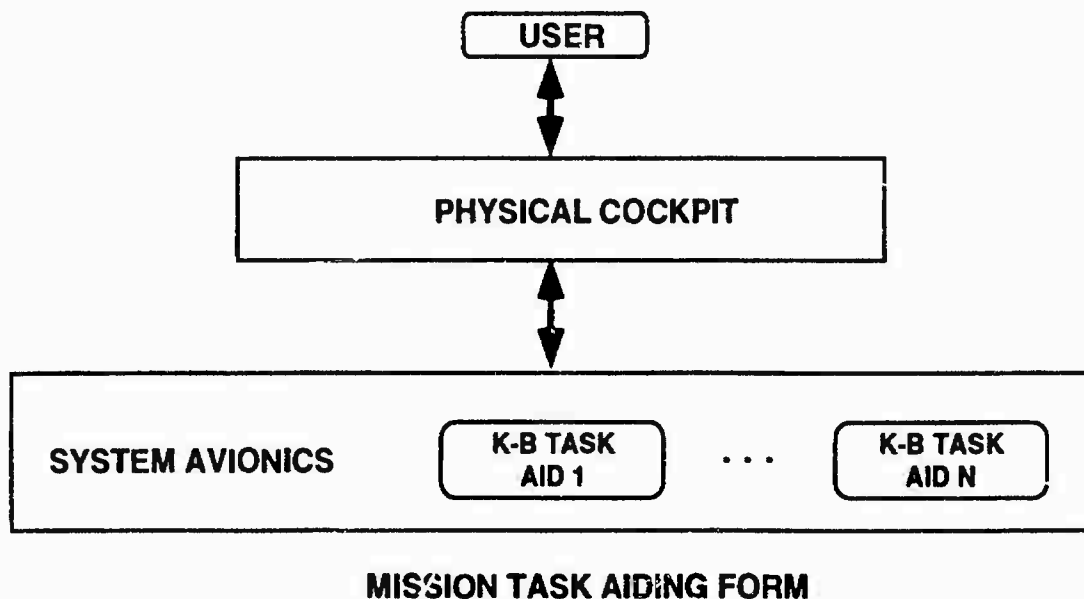 USER
PHYSICAL COCKPIT
SYSTEM AVIONICS
K-B TASK
AID 1
. . .
K-B TASK
AID N
MISSION TASK AIDING FORM